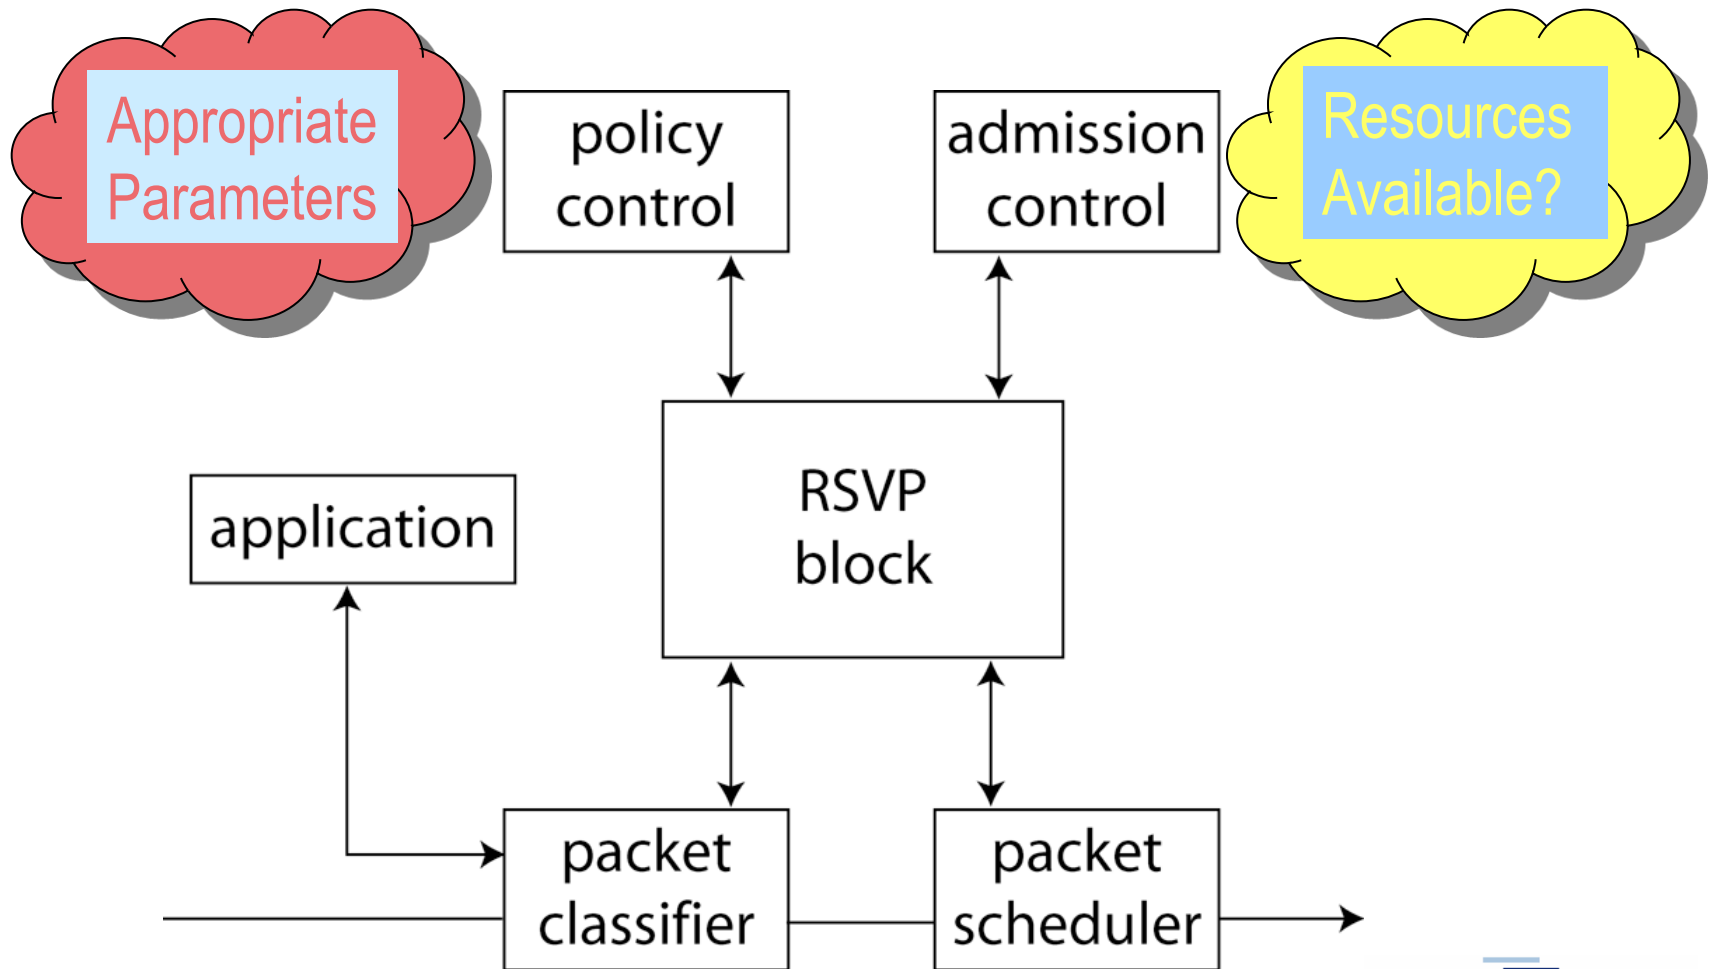 Appropriate
Parameters
policy
control
admission
control
Resources
Available?
RSVP
block
application
packet
classifier
packet
scheduler